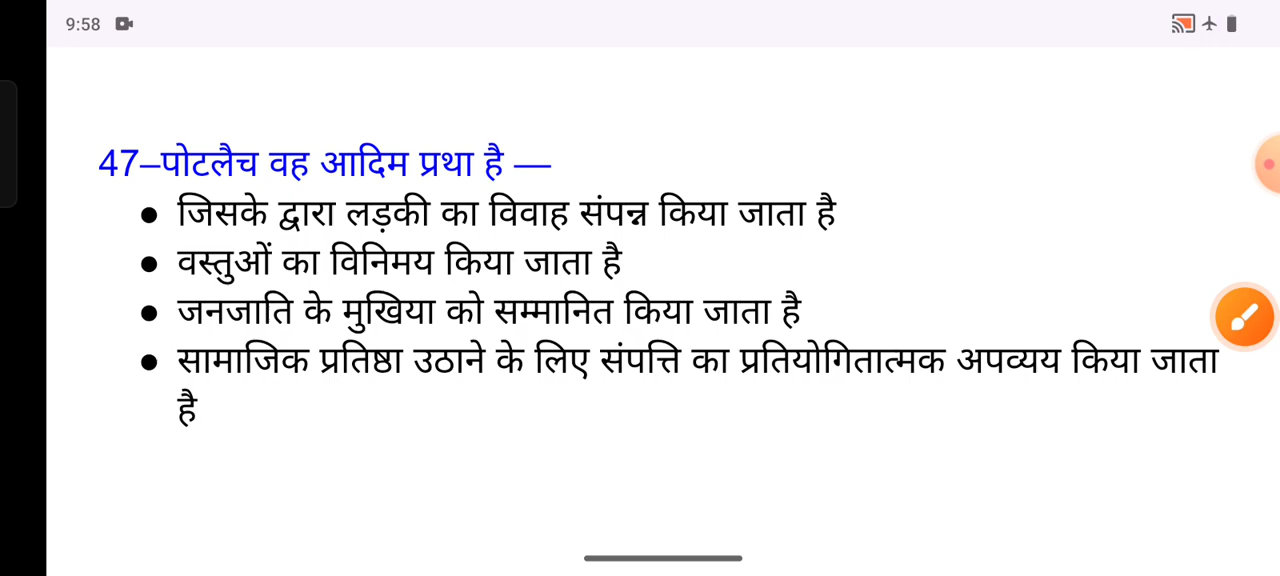 9:58
47–पोटलैच वह आदिम प्रथा है —
● जिसके द्वारा लड़की का विवाह संपन्न किया जाता है
● वस्तुओं का विनिमय किया जाता है
● जनजाति के मुखिया को सम्मानित किया जाता है
● सामाजिक प्रतिष्ठा उठाने के लिए संपत्ति का प्रतियोगितात्मक अपव्यय किया जाता
है